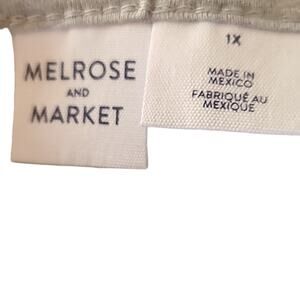 MELROSE
AND
MARKET
1X
MADE IN
MEXICO
FABRIQUÉ AU
MEXIQUE